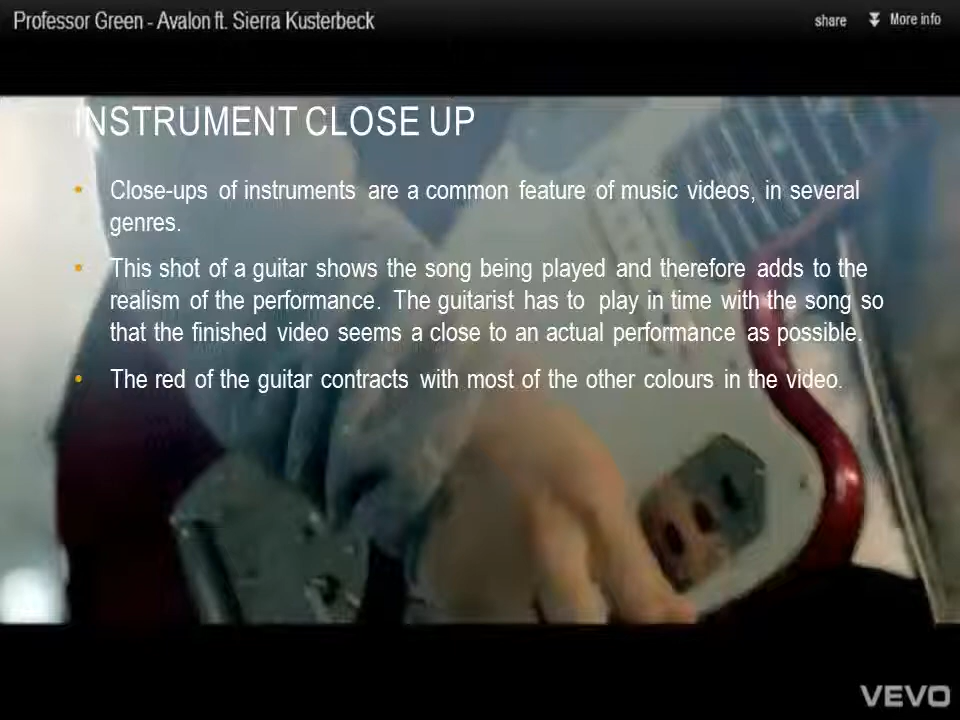 Professor Green - Avalon ft. Sierra Kusterbeck
share More info
INSTRUMENT CLOSE UP
• Close-ups of instruments are a common feature of music videos, in several
genres.
• This shot of a guitar shows the song being played and therefore adds to the
realism of the performance. The guitarist has to play in time with the song so
that the finished video seems a close to an actual performance as possible.
• The red of the guitar contracts with most of the other colours in the video.
VEVO